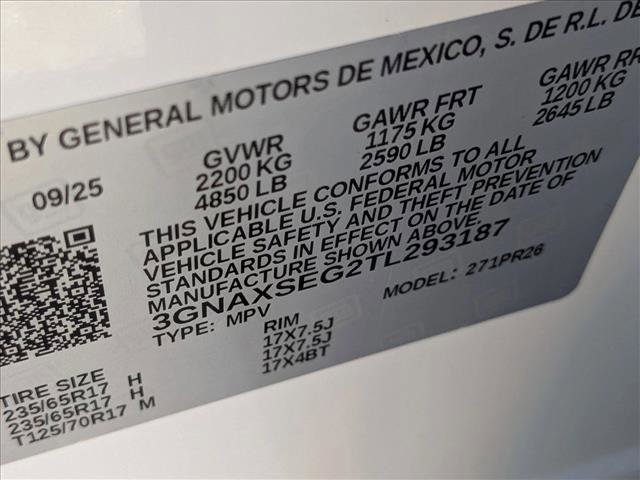 BY GENERAL MOTORS DE MEXICO, S. DE R.L. DE
09/25
GVWR
2200 KG
4850 LB
GAWR FRT
1175 KG
2590 LB
GAWR RR
1200 KG
2645 LB
THIS VEHICLE CONFORMS TO ALL
APPLICABLE U.S. FEDERAL MOTOR
VEHICLE SAFETY AND THEFT PREVENTION
STANDARDS IN EFFECT ON THE DATE OF
MANUFACTURE SHOWN ABOVE.
3GNAXSEG2TL293187
TYPE: MPV
MODEL: 271PR26
TIRE SIZE
235/65R17 H
235/65R17 H
T125/70R17 M
RIM
17X7.5J
17X7.5J
17X4BT